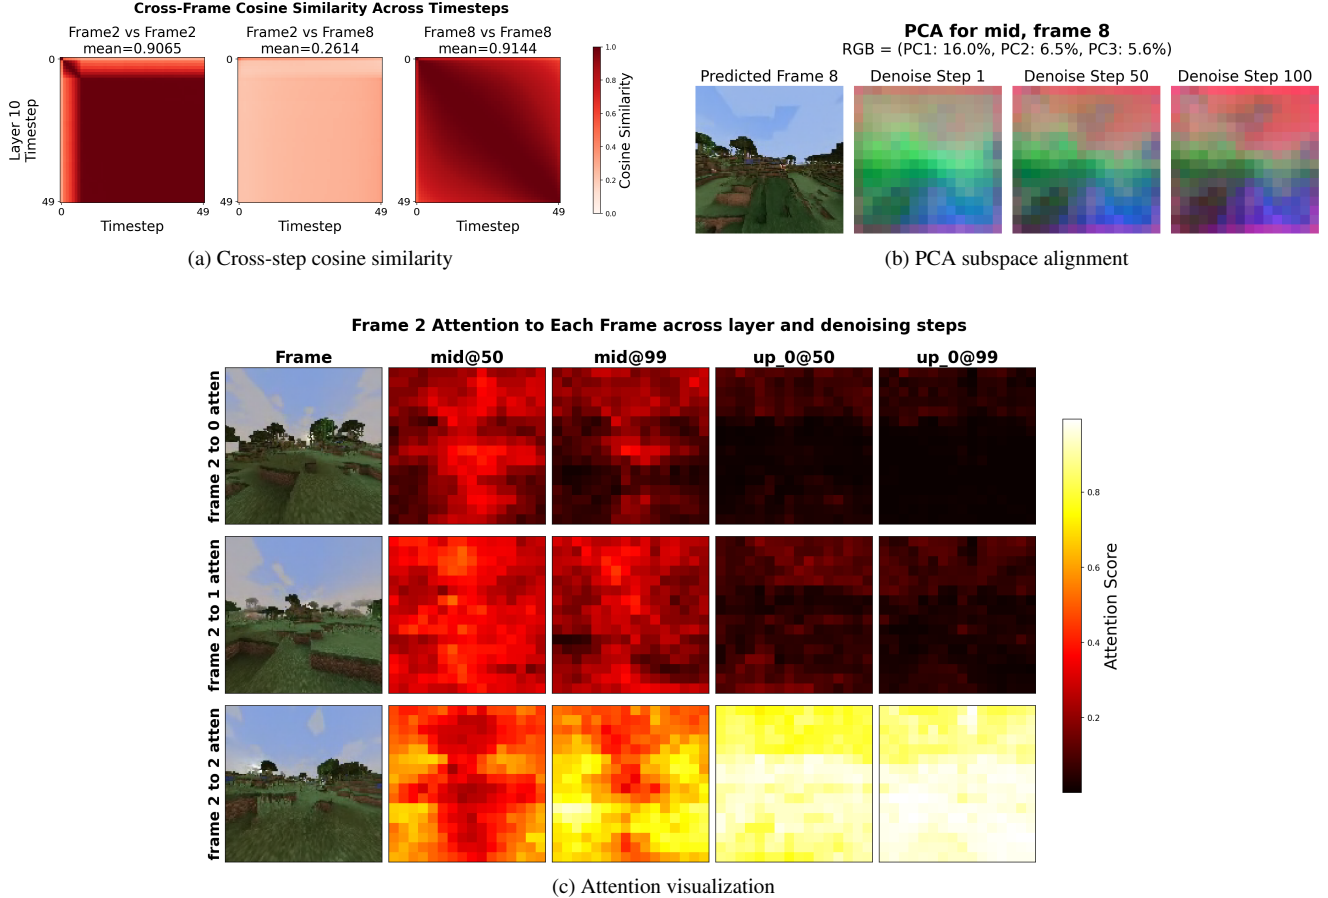 Cross-Frame Cosine Similarity Across Timesteps
Frame2 vs Frame2
mean=0.9065
Frame2 vs Frame8
mean=0.2614
Frame8 vs Frame8
mean=0.9144
Layer 10
Timestep
0
49
0
49
Timestep
0
49
0
49
Timestep
0
49
0
49
Timestep
1.0
0.8
0.6
0.4
0.2
0.0
Cosine Similarity
(a) Cross-step cosine similarity
PCA for mid, frame 8
RGB = (PC1: 16.0%, PC2: 6.5%, PC3: 5.6%)
Predicted Frame 8
Denoise Step 1
Denoise Step 50
Denoise Step 100
(b) PCA subspace alignment
Frame 2 Attention to Each Frame across layer and denoising steps
Frame
mid@50
mid@99
up_0@50
up_0@99
frame 2 to 0 atten
frame 2 to 1 atten
frame 2 to 2 atten
0.8
0.6
0.4
0.2
Attention Score
(c) Attention visualization